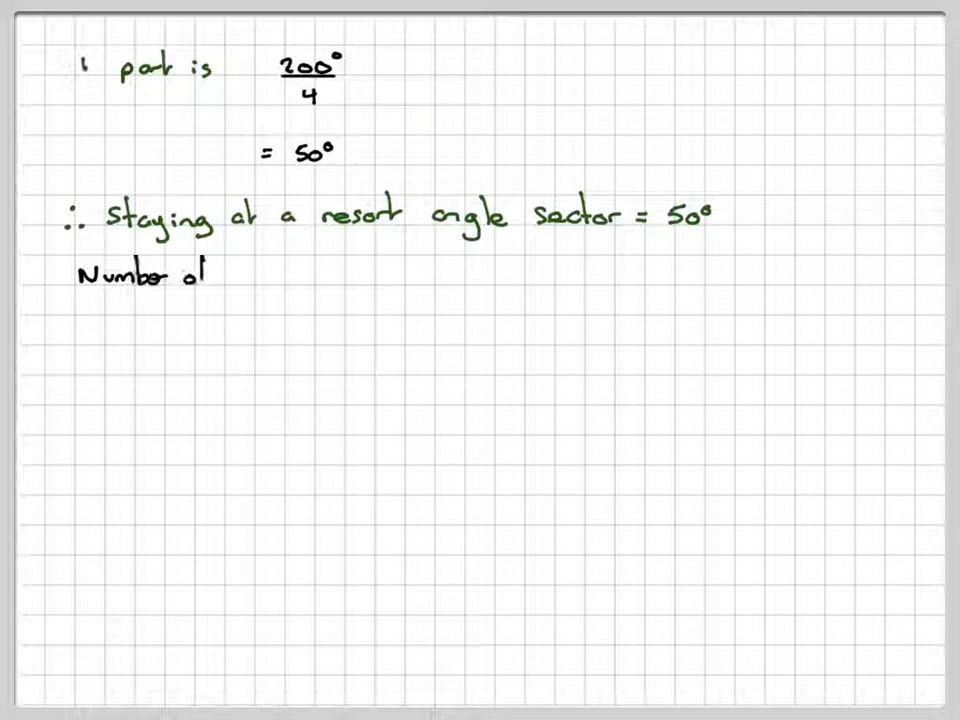 1 part is 200°
4
= 50°
∴ Staying at a resort angle sector = 50°
Number of